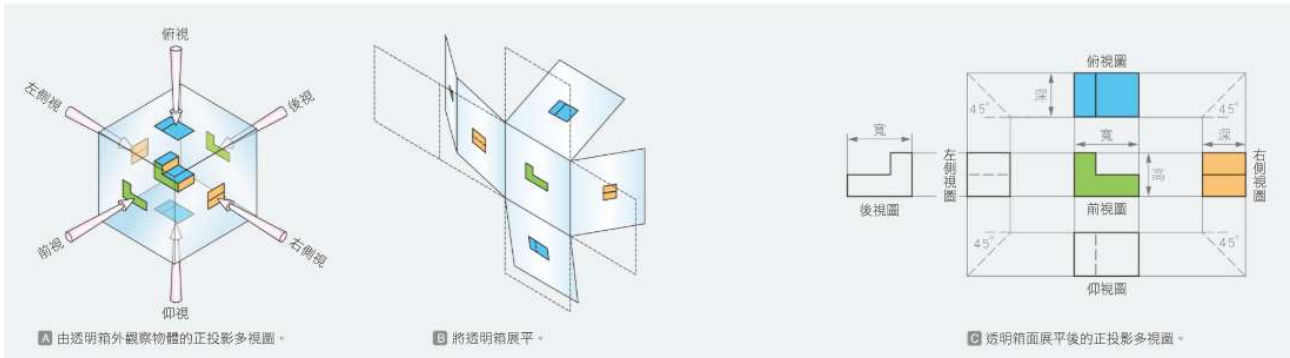 俯視
左側視
後視
前視
右側視
仰視
A 由透明箱外觀察物體的正投影多視圖。
B 將透明箱展平。
俯視圖
45°
深
45°
寬
寬
深
左側視圖
高
右側視圖
後視圖
前視圖
45°
45°
仰視圖
C 透明箱面展平後的正投影多視圖。